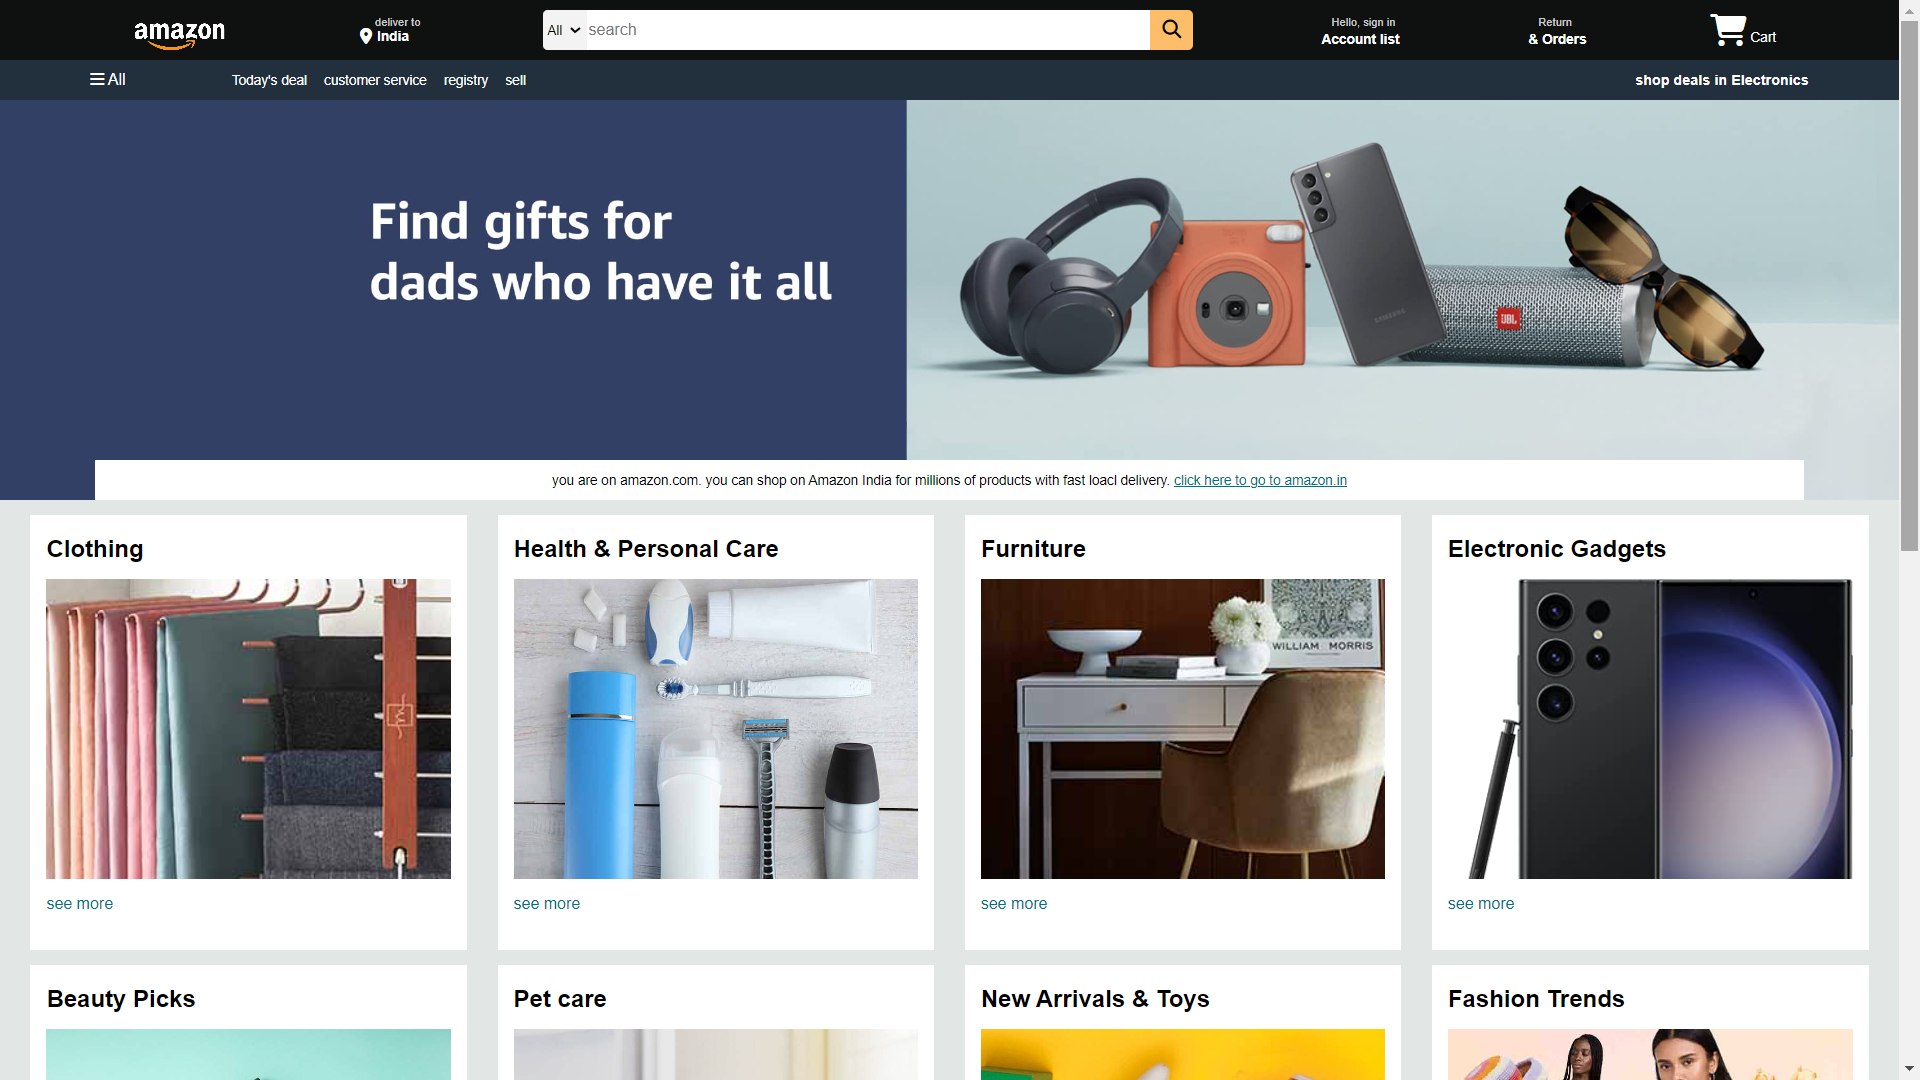 amazon
deliver to
India
All
search
Hello, sign in
Account list
Return
& Orders
Cart
All
Today's deal
customer service
registry
sell
shop deals in Electronics
Find gifts for
dads who have it all
SAMSUNG
JBL
you are on amazon.com. you can shop on Amazon India for millions of products with fast loacl delivery. click here to go to amazon.in
Clothing
Health & Personal Care
Furniture
Electronic Gadgets
WILLIAM MORRIS
see more
see more
see more
see more
Beauty Picks
Pet care
New Arrivals & Toys
Fashion Trends